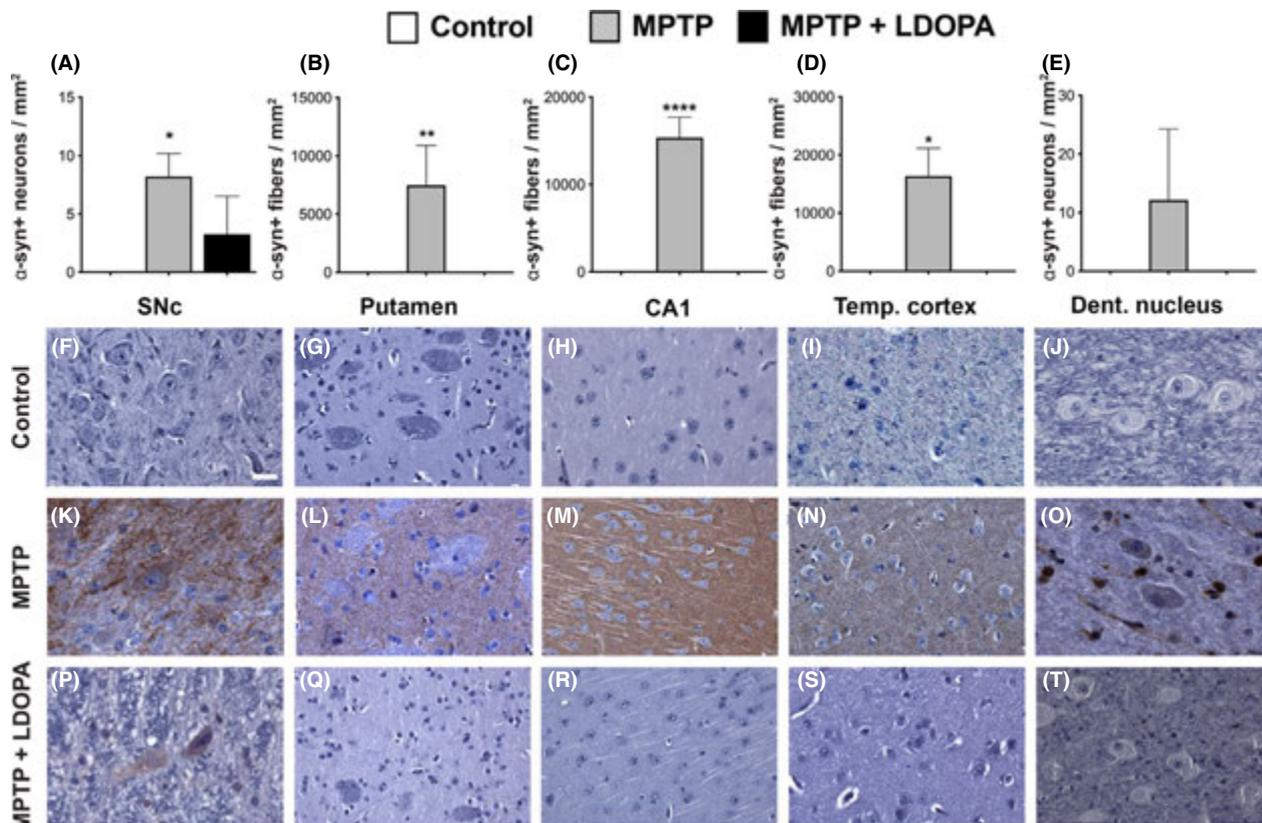 Control MPTP MPTP + LDOPA
(A) (B) (C) (D) (E)
α-syn+ neurons / mm²
15
10
5
0
*
SNc
α-syn+ fibers / mm²
15000
10000
5000
0
**
Putamen
α-syn+ fibers / mm²
20000
10000
0
****
CA1
α-syn+ fibers / mm²
30000
20000
10000
0
*
Temp. cortex
α-syn+ neurons / mm²
30
20
10
0
Dent. nucleus
Control
(F) (G) (H) (I) (J)
MPTP
(K) (L) (M) (N) (O)
MPTP + LDOPA
(P) (Q) (R) (S) (T)